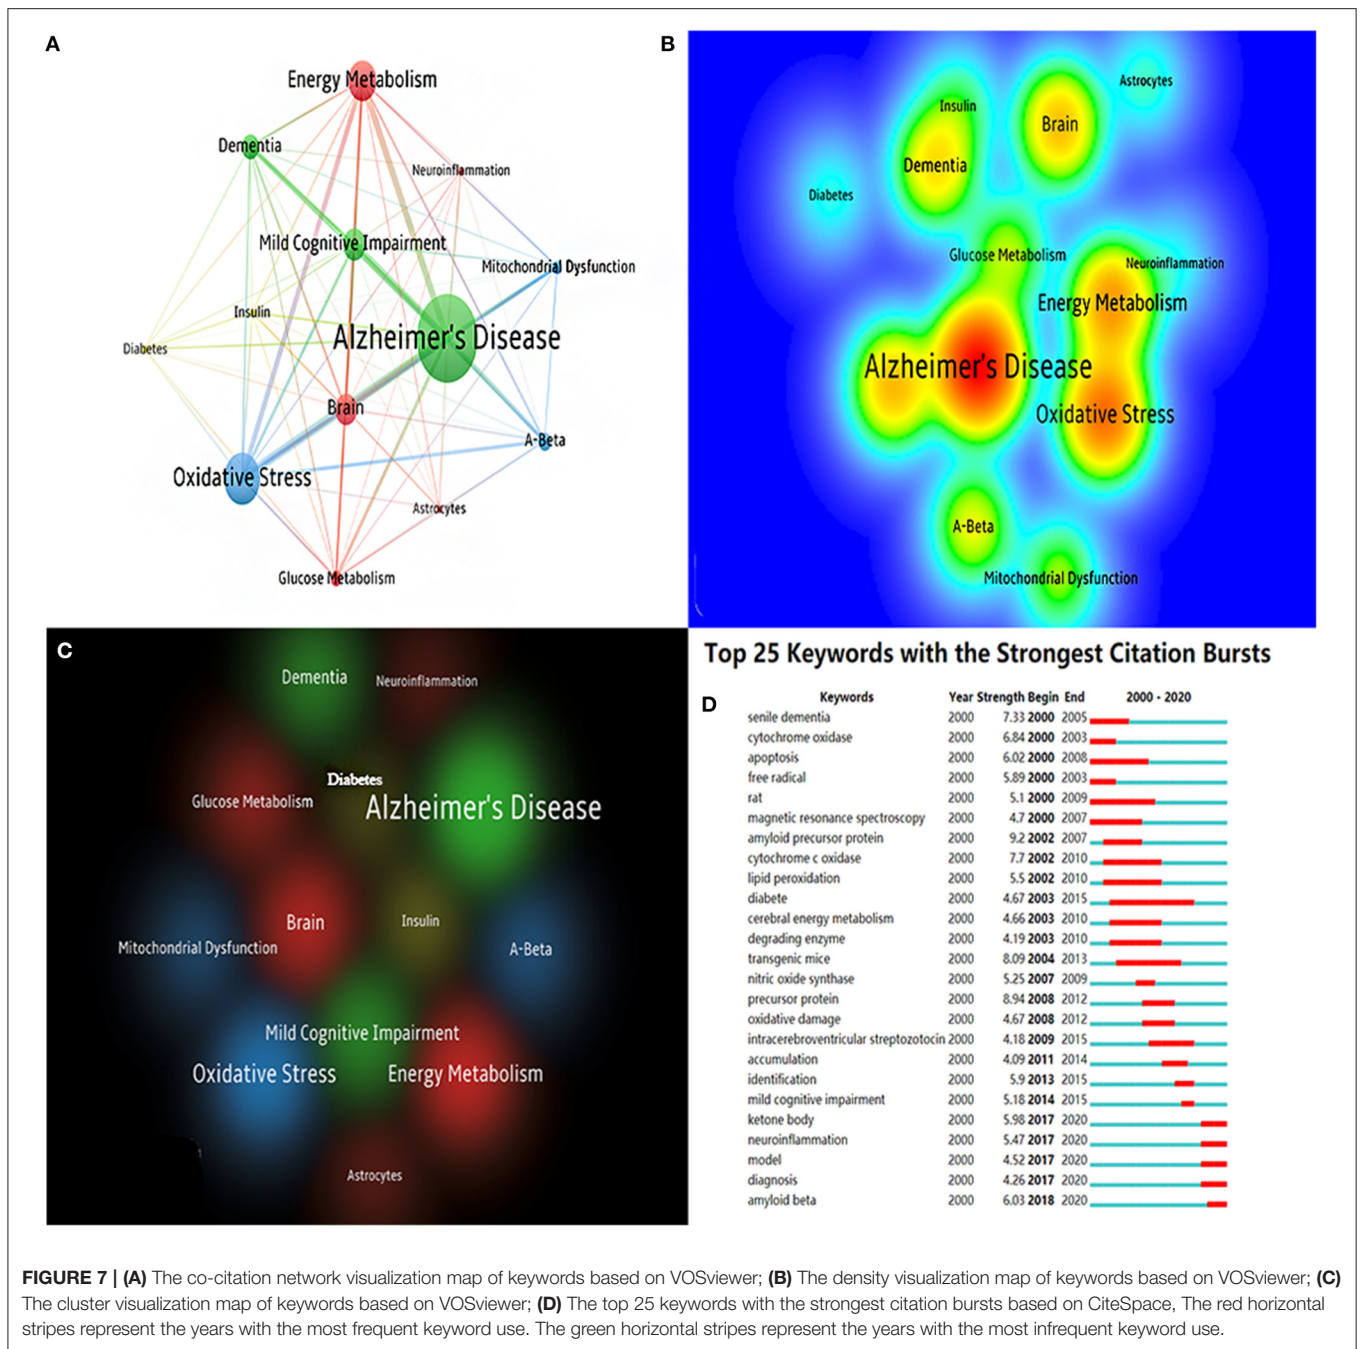 A
Energy Metabolism
Dementia
Neuroinflammation
Mild Cognitive Impairment
Mitochondrial Dysfunction
Insulin
Alzheimer's Disease
Diabetes
Brain
A-Beta
Oxidative Stress
Astrocytes
Glucose Metabolism
B
Astrocytes
Insulin
Brain
Dementia
Diabetes
Glucose Metabolism
Neuroinflammation
Energy Metabolism
Alzheimer's Disease
Oxidative Stress
A-Beta
Mitochondrial Dysfunction
C
Dementia
Neuroinflammation
Diabetes
Glucose Metabolism
Alzheimer's Disease
Brain
Insulin
Mitochondrial Dysfunction
A-Beta
Mild Cognitive Impairment
Oxidative Stress
Energy Metabolism
Astrocytes
Top 25 Keywords with the Strongest Citation Bursts
D
Keywords Year Strength Begin End 2000 - 2020
senile dementia 2000 7.33 2000 2005
cytochrome oxidase 2000 6.84 2000 2003
apoptosis 2000 6.02 2000 2008
free radical 2000 5.89 2000 2003
rat 2000 5.1 2000 2009
magnetic resonance spectroscopy 2000 4.7 2000 2007
amyloid precursor protein 2000 9.2 2002 2007
cytochrome c oxidase 2000 7.7 2002 2010
lipid peroxidation 2000 5.5 2002 2010
diabete 2000 4.67 2003 2015
cerebral energy metabolism 2000 4.66 2003 2010
degrading enzyme 2000 4.19 2003 2010
transgenic mice 2000 8.09 2004 2013
nitric oxide synthase 2000 5.25 2007 2009
precursor protein 2000 8.94 2008 2012
oxidative damage 2000 4.67 2008 2012
intracerebroventricular streptozotocin 2000 4.18 2009 2015
accumulation 2000 4.09 2011 2014
identification 2000 5.9 2013 2015
mild cognitive impairment 2000 5.18 2014 2015
ketone body 2000 5.98 2017 2020
neuroinflammation 2000 5.47 2017 2020
model 2000 4.52 2017 2020
diagnosis 2000 4.26 2017 2020
amyloid beta 2000 6.03 2018 2020
FIGURE 7 | (A) The co-citation network visualization map of keywords based on VOSviewer; (B) The density visualization map of keywords based on VOSviewer; (C)
The cluster visualization map of keywords based on VOSviewer; (D) The top 25 keywords with the strongest citation bursts based on CiteSpace, The red horizontal
stripes represent the years with the most frequent keyword use. The green horizontal stripes represent the years with the most infrequent keyword use.